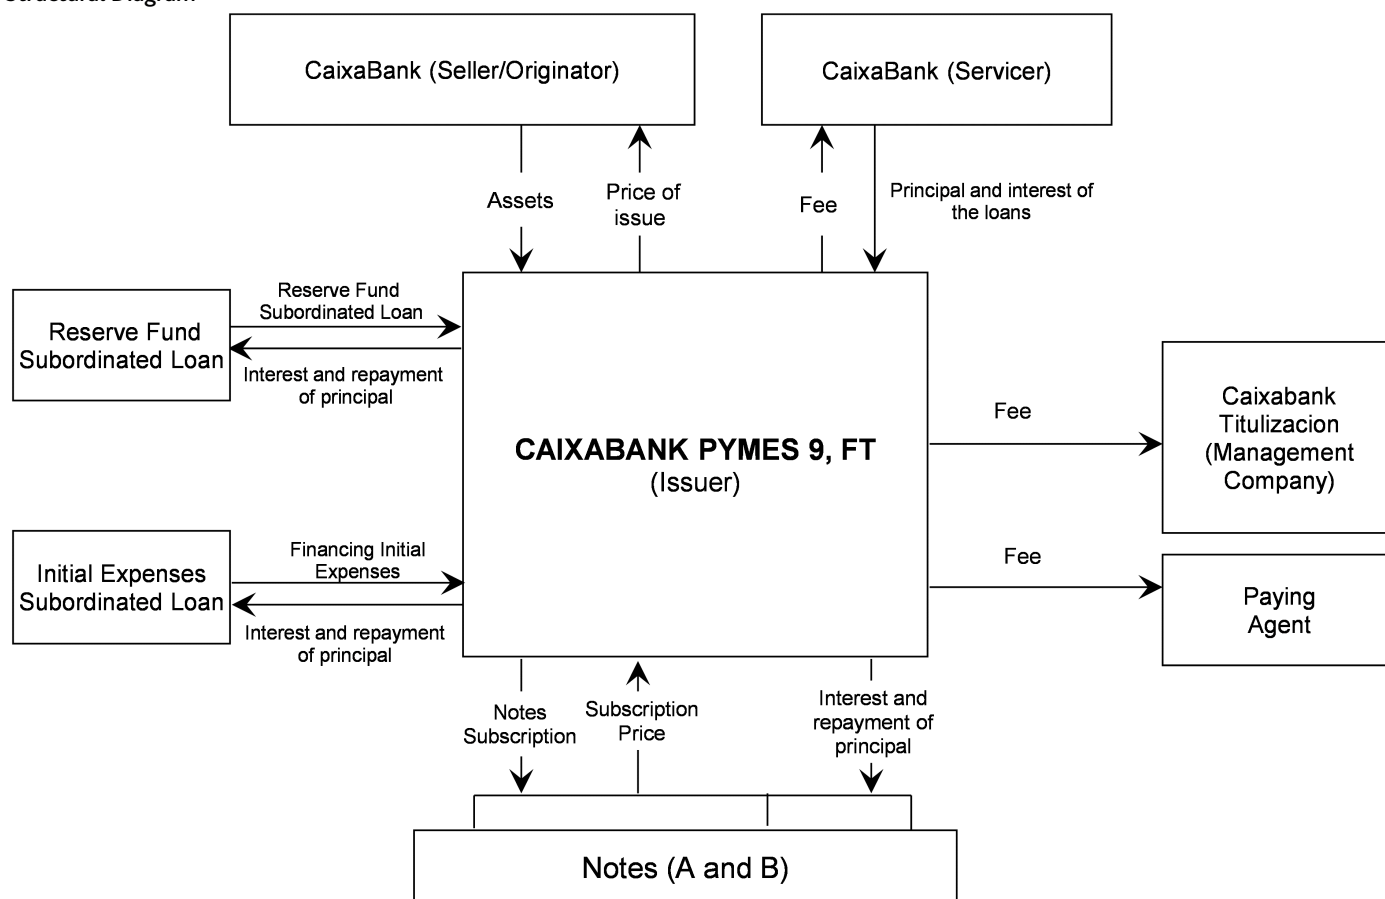 Structural Diagram
CaixaBank (Seller/Originator)
CaixaBank (Servicer)
Assets
Price of
issue
Fee
Principal and interest of
the loans
Reserve Fund
Subordinated Loan
Reserve Fund
Subordinated Loan
Interest and repayment
of principal
CAIXABANK PYMES 9, FT
(Issuer)
Fee
Caixabank
Titulizacion
(Management
Company)
Initial Expenses
Subordinated Loan
Financing Initial
Expenses
Interest and repayment
of principal
Fee
Paying
Agent
Notes
Subscription
Subscription
Price
Interest and
repayment of
principal
Notes (A and B)